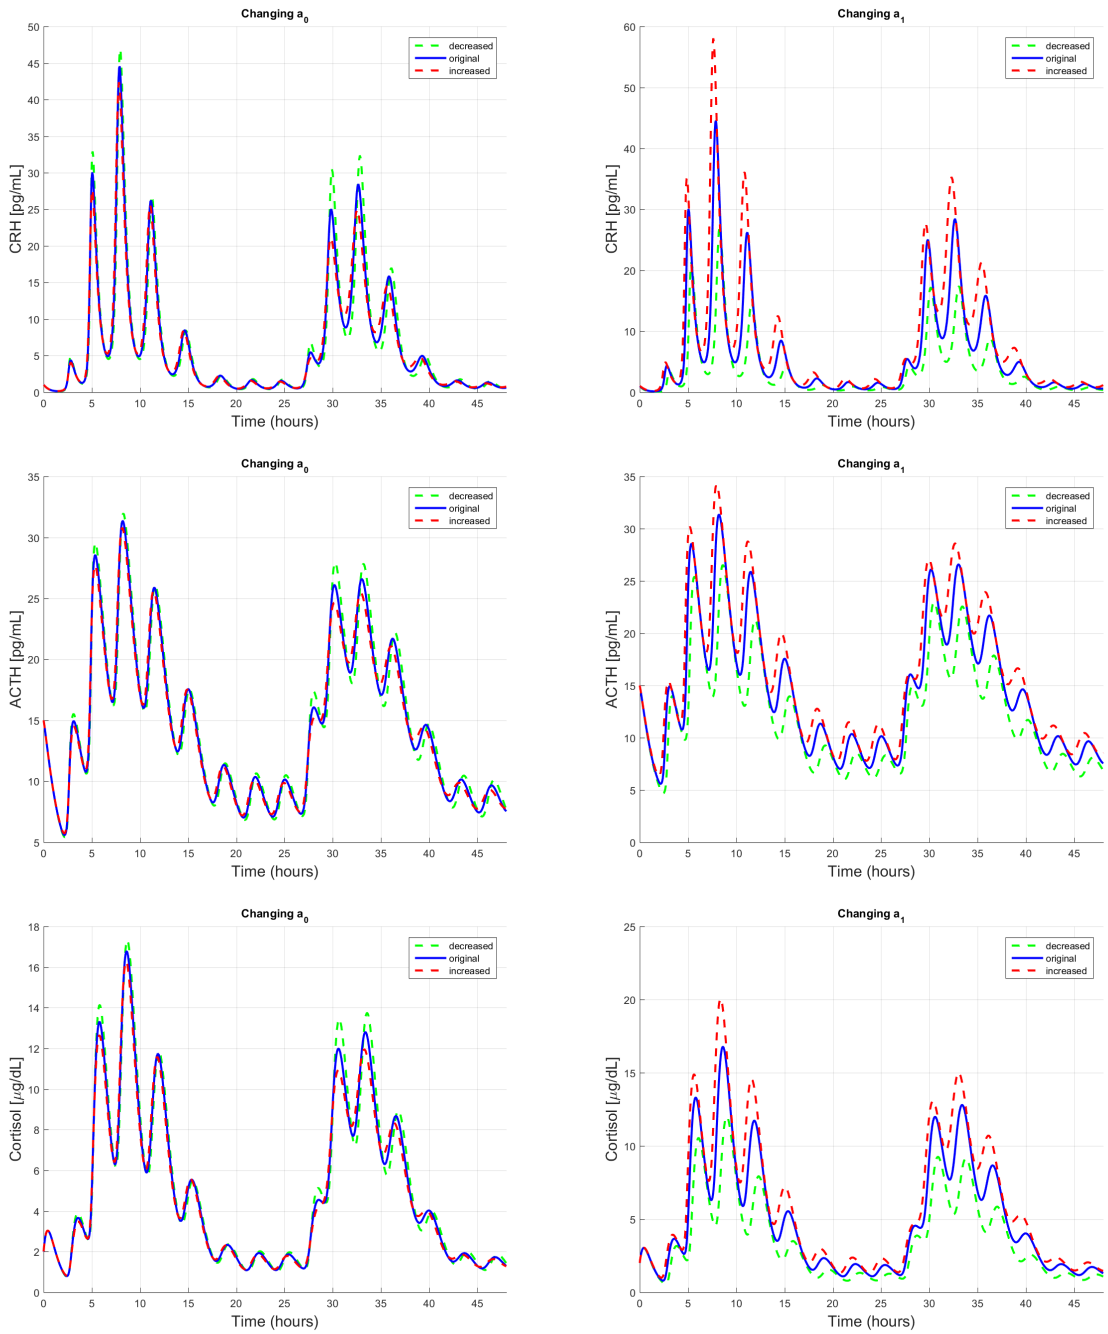 Changing a0
50
45
40
35
30
25
20
15
10
5
0
CRH [pg/mL]
decreased
original
increased
0 5 10 15 20 25 30 35 40 45
Time (hours)
Changing a1
60
50
40
30
20
10
0
CRH [pg/mL]
decreased
original
increased
0 5 10 15 20 25 30 35 40 45
Time (hours)
Changing a0
35
30
25
20
15
10
5
ACTH [pg/mL]
decreased
original
increased
0 5 10 15 20 25 30 35 40 45
Time (hours)
Changing a1
35
30
25
20
15
10
5
0
ACTH [pg/mL]
decreased
original
increased
0 5 10 15 20 25 30 35 40 45
Time (hours)
Changing a0
18
16
14
12
10
8
6
4
2
0
Cortisol [μg/dL]
decreased
original
increased
0 5 10 15 20 25 30 35 40 45
Time (hours)
Changing a1
25
20
15
10
5
0
Cortisol [μg/dL]
decreased
original
increased
0 5 10 15 20 25 30 35 40 45
Time (hours)